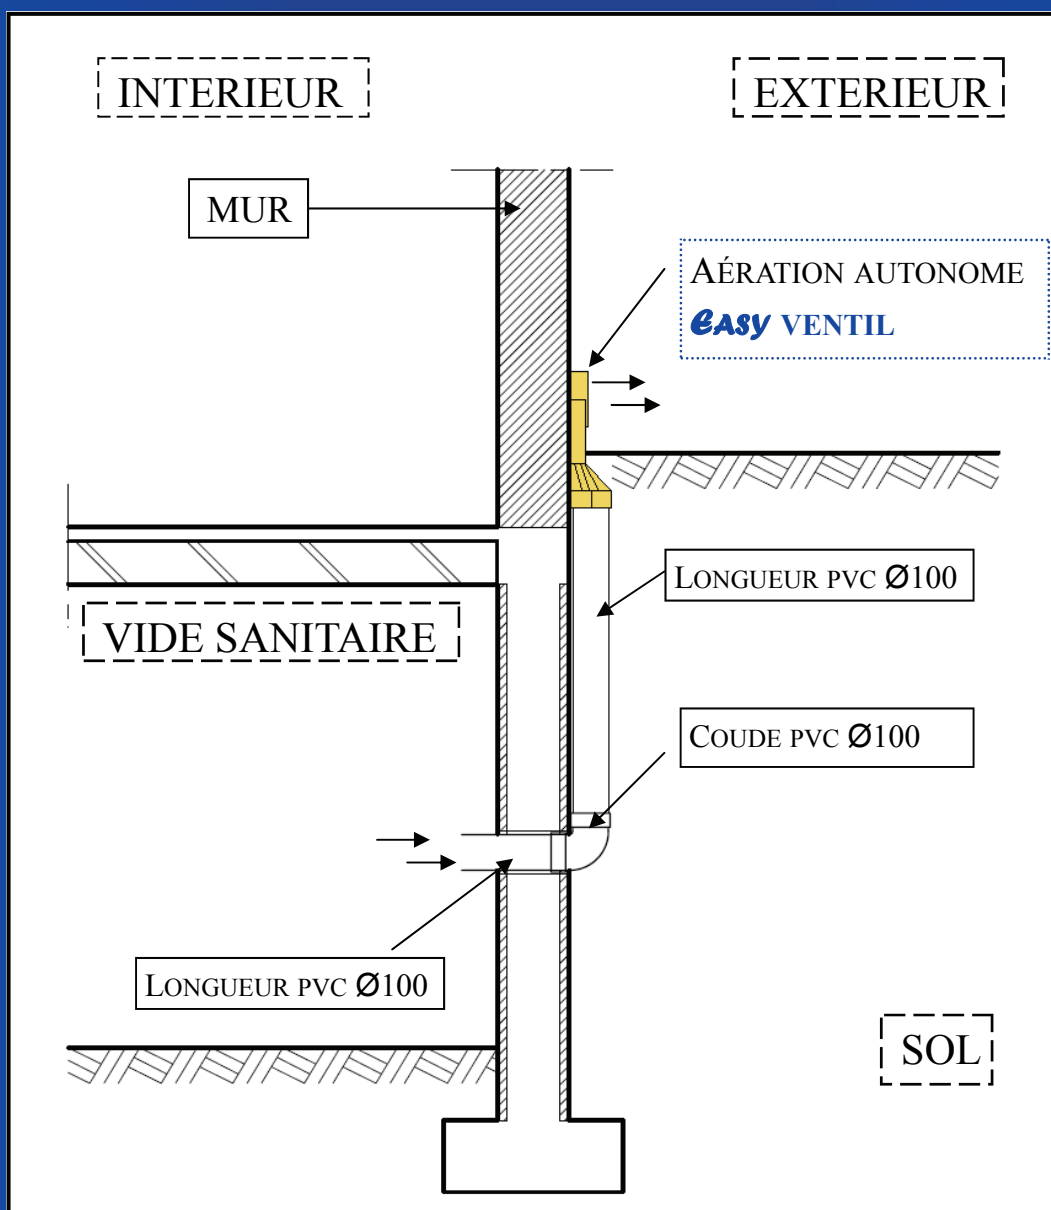 INTERIEUR
EXTERIEUR
MUR
AÉRATION AUTONOME
EASY VENTIL
LONGUEUR PVC Ø100
VIDE SANITAIRE
COUDE PVC Ø100
LONGUEUR PVC Ø100
SOL